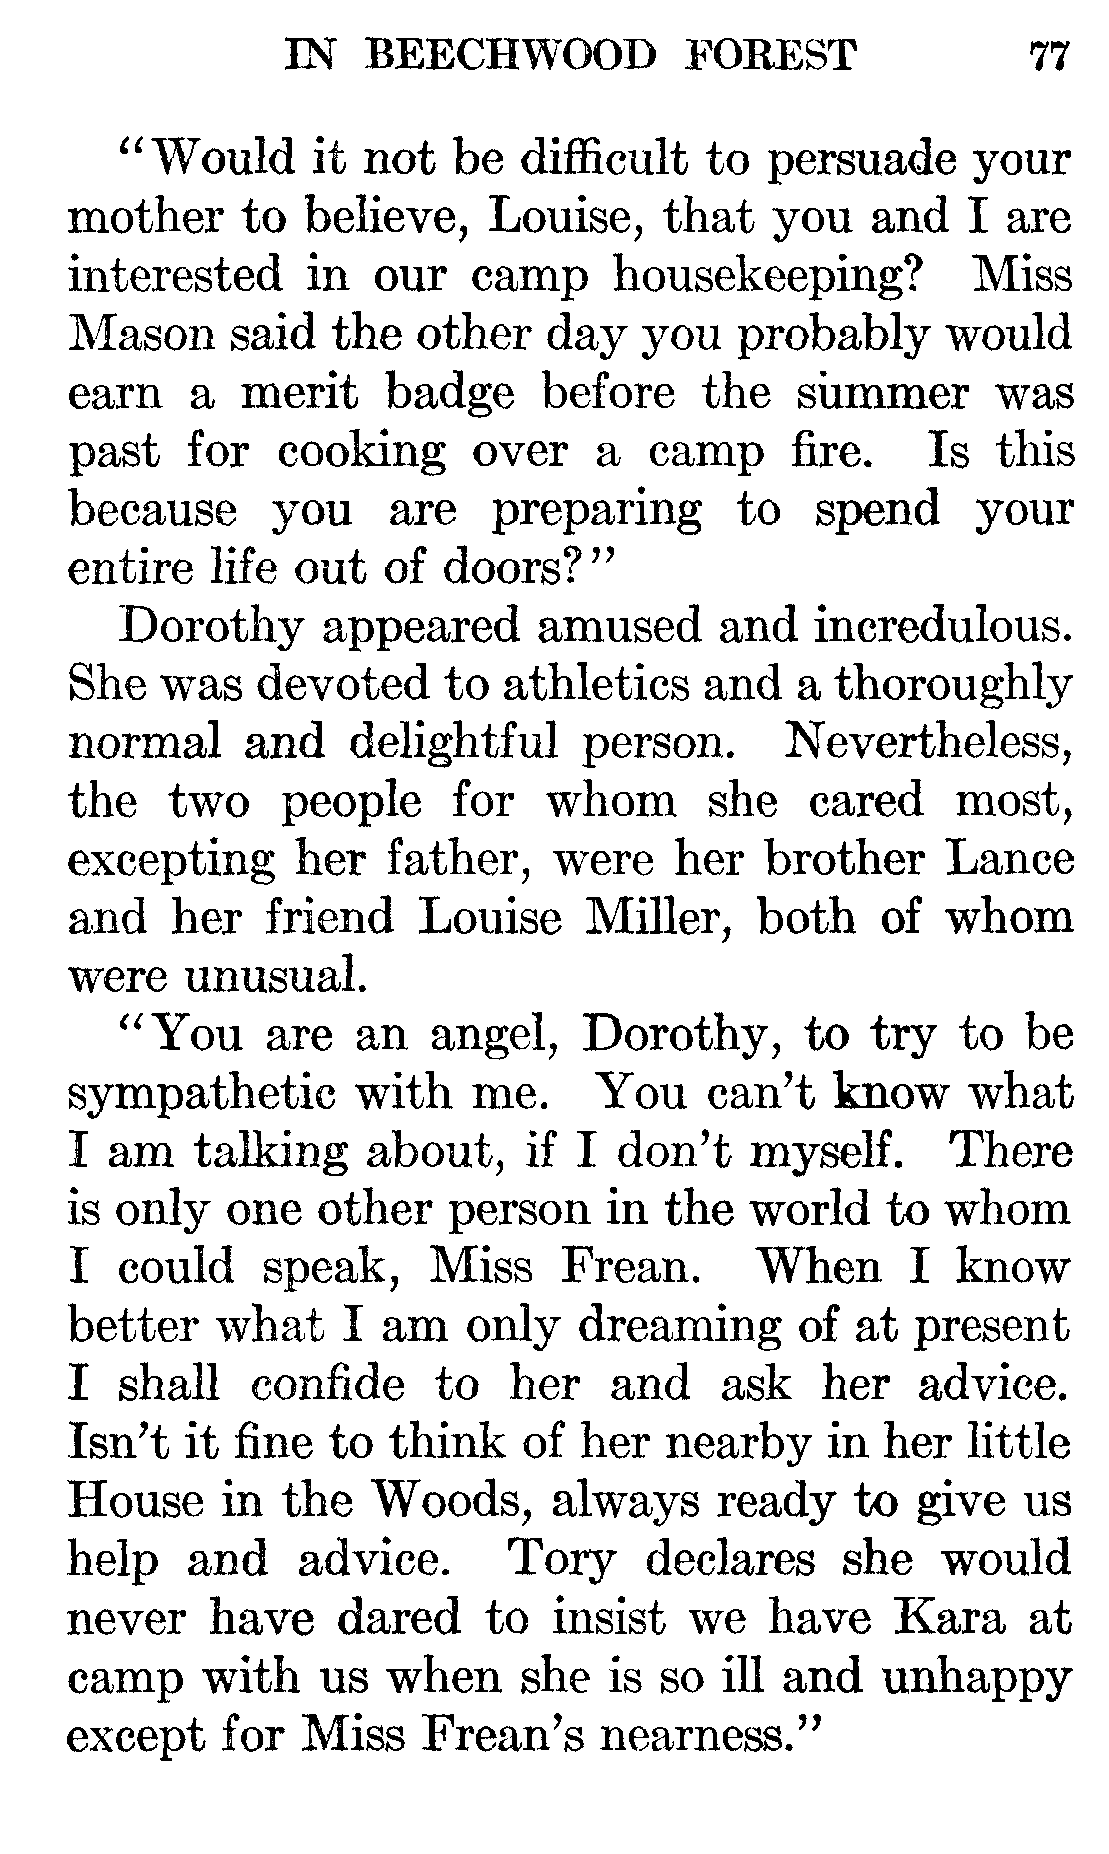 IN BEECHWOOD FOREST 77
“Would it not be difficult to persuade your
mother to believe, Louise, that you and I are
interested in our camp housekeeping? Miss
Mason said the other day you probably would
earn a merit badge before the summer was
past for cooking over a camp fire. Is this
because you are preparing to spend your
entire life out of doors?”
Dorothy appeared amused and incredulous.
She was devoted to athletics and a thoroughly
normal and delightful person. Nevertheless,
the two people for whom she cared most,
excepting her father, were her brother Lance
and her friend Louise Miller, both of whom
were unusual.
“You are an angel, Dorothy, to try to be
sympathetic with me. You can’t know what
I am talking about, if I don’t myself. There
is only one other person in the world to whom
I could speak, Miss Frean. When I know
better what I am only dreaming of at present
I shall confide to her and ask her advice.
Isn’t it fine to think of her nearby in her little
House in the Woods, always ready to give us
help and advice. Tory declares she would
never have dared to insist we have Kara at
camp with us when she is so ill and unhappy
except for Miss Frean’s nearness.”